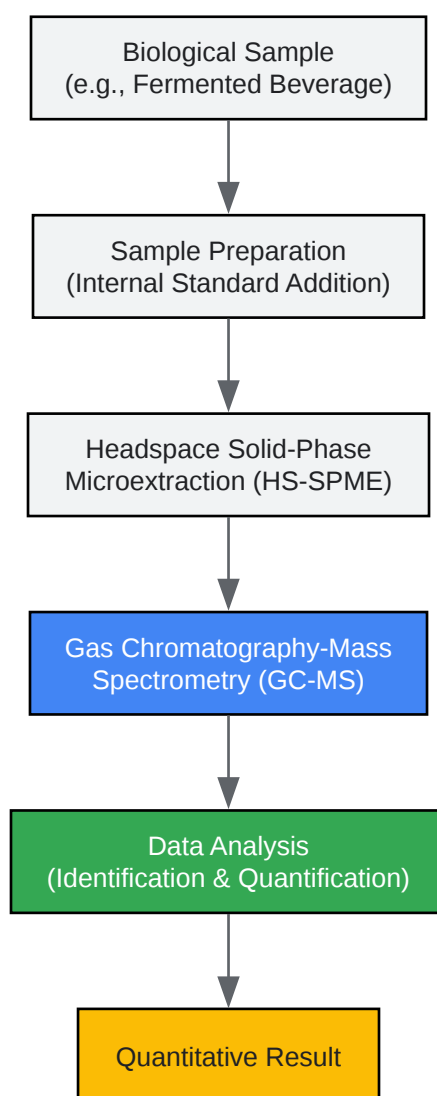 Biological Sample
(e.g., Fermented Beverage)
Sample Preparation
(Internal Standard Addition)
Headspace Solid-Phase
Microextraction (HS-SPME)
Gas Chromatography-Mass
Spectrometry (GC-MS)
Data Analysis
(Identification & Quantification)
Quantitative Result